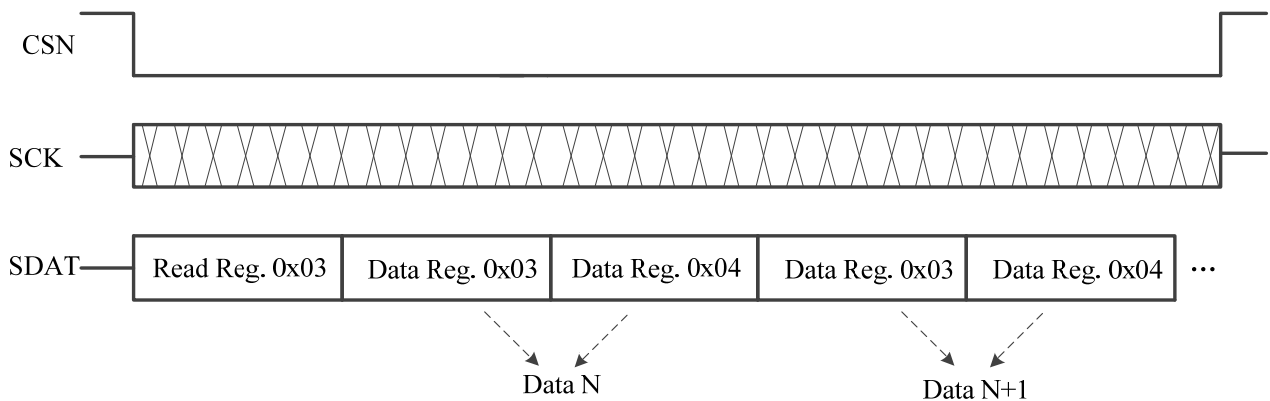 CSN
SCK
SDAT
Read Reg. 0x03
Data Reg. 0x03
Data Reg. 0x04
Data Reg. 0x03
Data Reg. 0x04
...
Data N
Data N+1